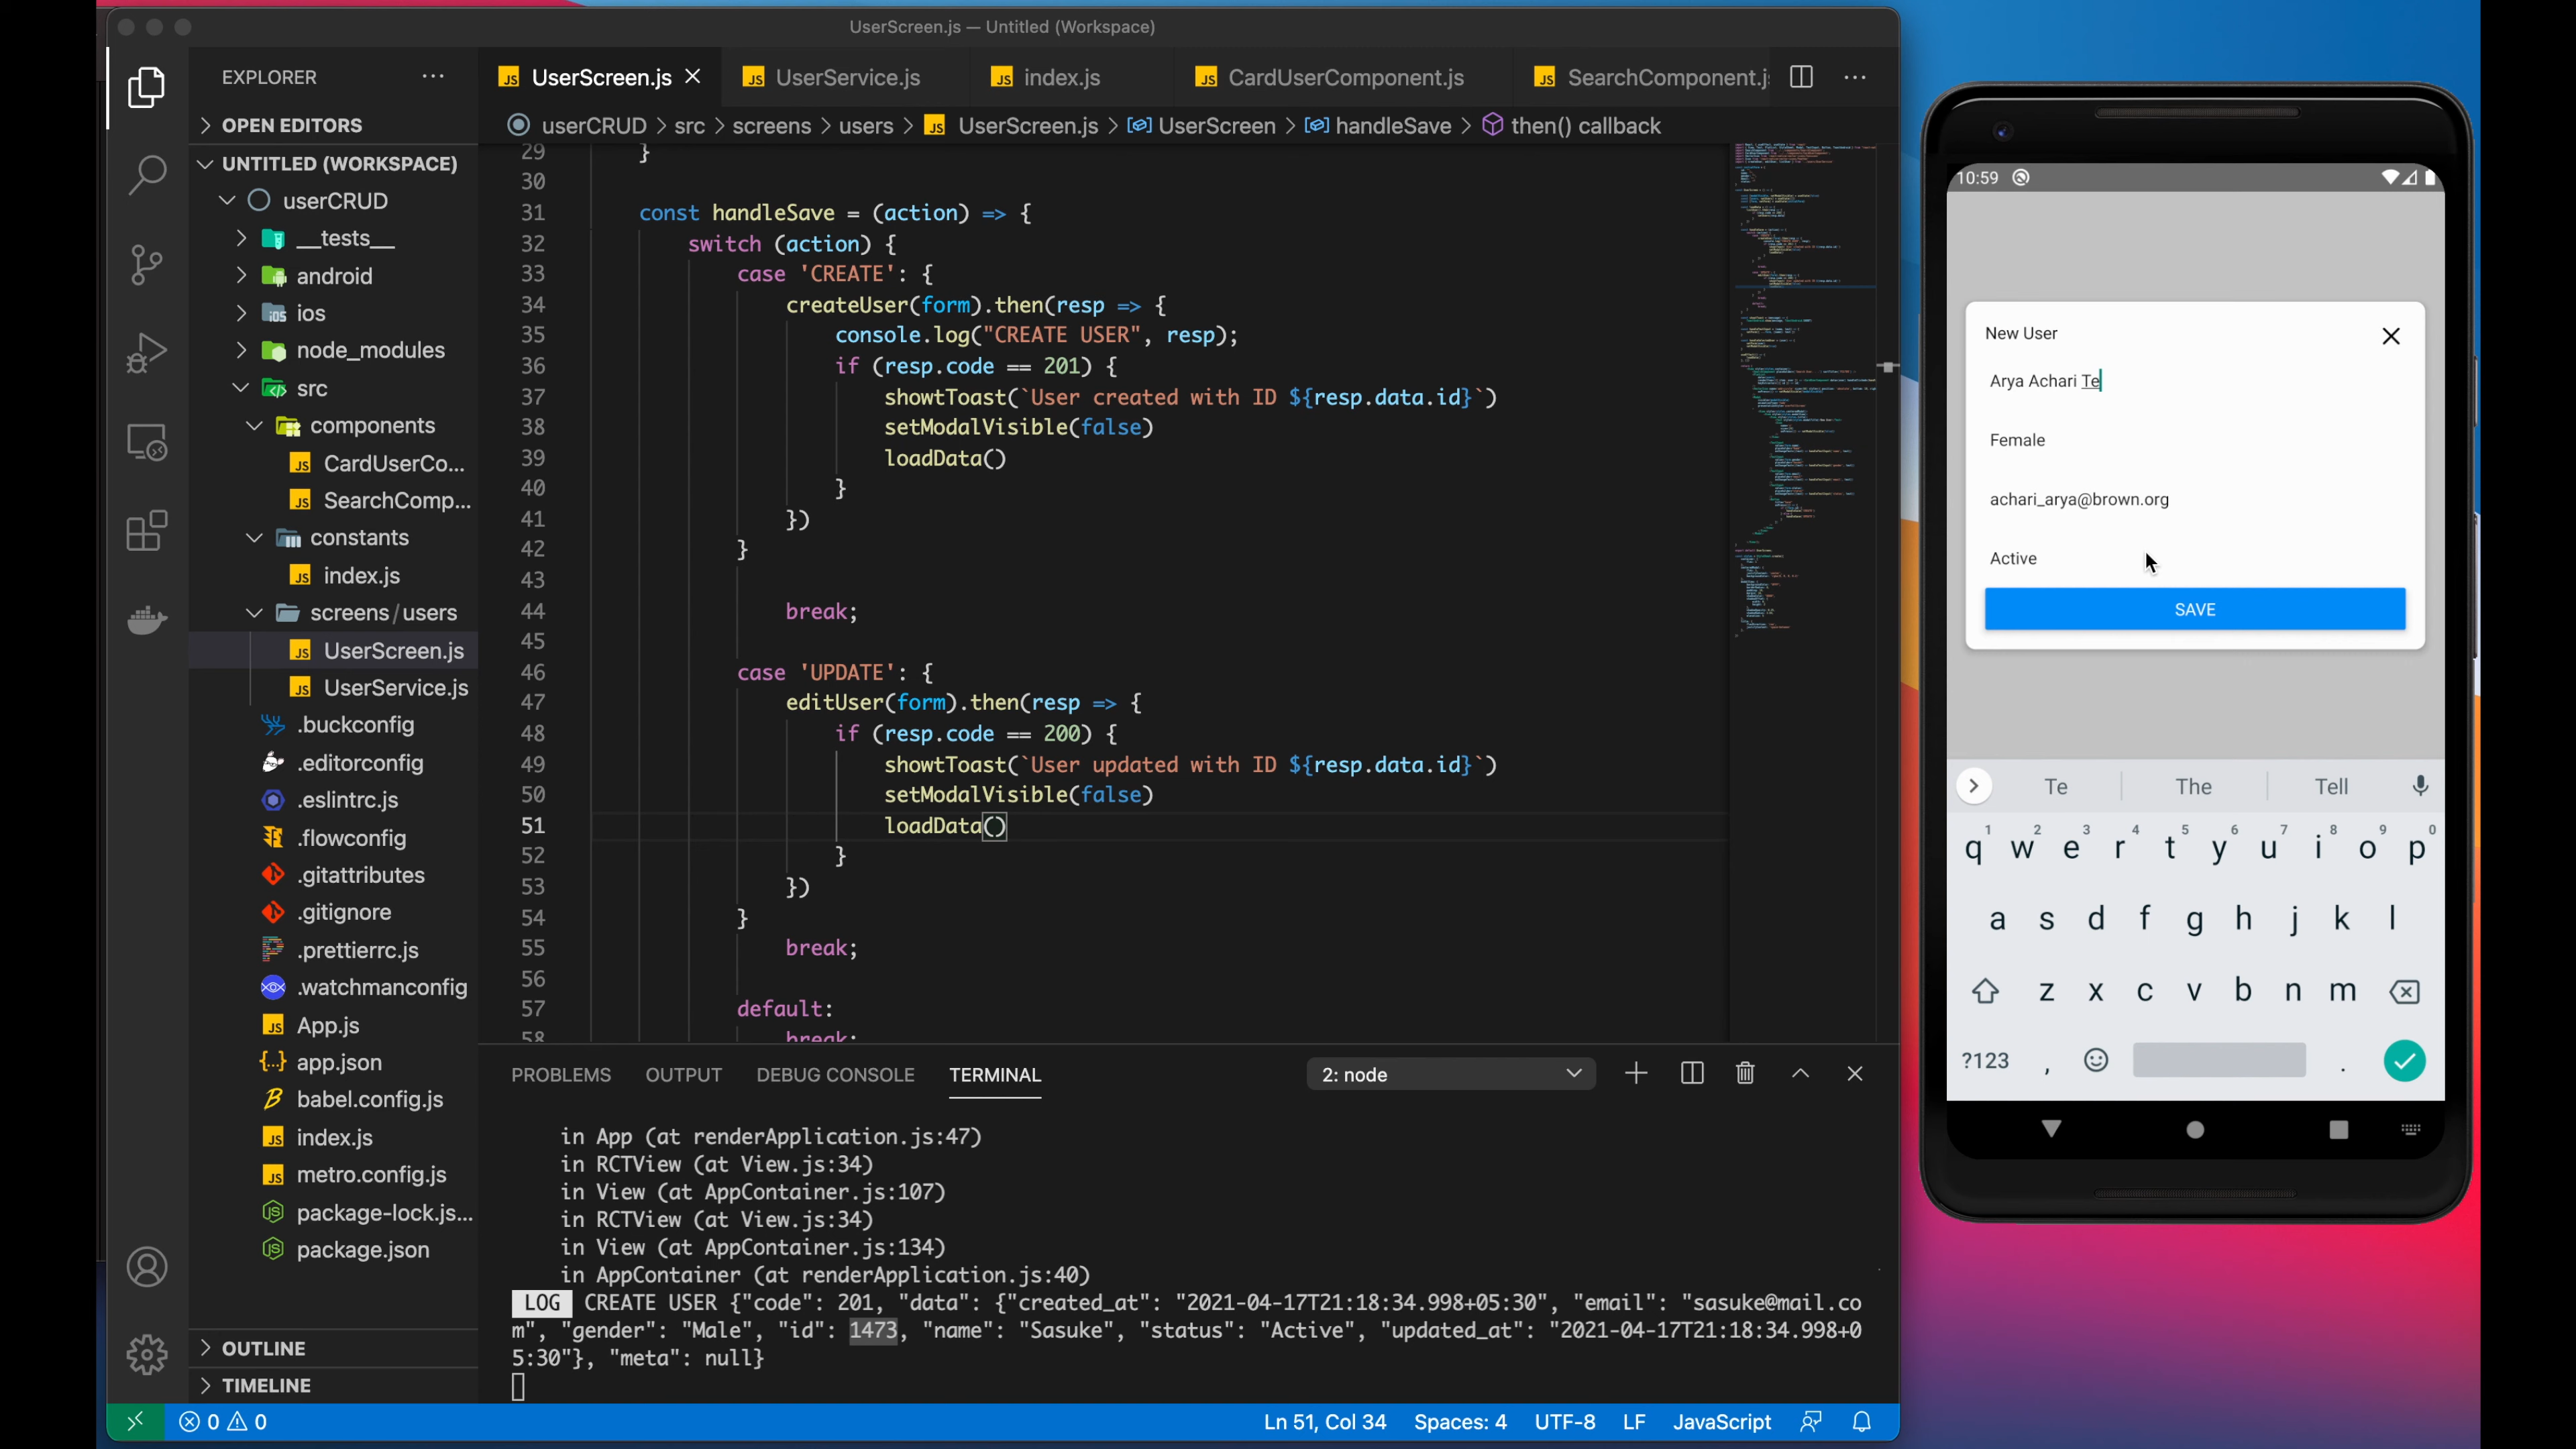 UserScreen.js — Untitled (Workspace)
EXPLORER
OPEN EDITORS
UNTITLED (WORKSPACE)
userCRUD
__tests__
android
ios
node_modules
src
components
CardUserCo...
SearchComp...
constants
index.js
screens/users
UserScreen.js
UserService.js
.buckconfig
.editorconfig
.eslintrc.js
.flowconfig
.gitattributes
.gitignore
.prettierrc.js
.watchmanconfig
App.js
app.json
babel.config.js
index.js
metro.config.js
package-lock.js...
package.json
OUTLINE
TIMELINE
UserScreen.js UserService.js index.js CardUserComponent.js SearchComponent.j
userCRUD > src > screens > users > UserScreen.js > UserScreen > handleSave > then() callback
29 }
30
31 const handleSave = (action) => {
32 switch (action) {
33 case 'CREATE': {
34 createUser(form).then(resp => {
35 console.log("CREATE USER", resp);
36 if (resp.code == 201) {
37 showtToast(`User created with ID ${resp.data.id}`)
38 setModalVisible(false)
39 loadData()
40 }
41 })
42 }
43
44 break;
45
46 case 'UPDATE': {
47 editUser(form).then(resp => {
48 if (resp.code == 200) {
49 showtToast(`User updated with ID ${resp.data.id}`)
50 setModalVisible(false)
51 loadData()
52 }
53 })
54 }
55 break;
56
57 default:
58 break;
PROBLEMS OUTPUT DEBUG CONSOLE TERMINAL 2: node
in App (at renderApplication.js:47)
in RCTView (at View.js:34)
in View (at AppContainer.js:107)
in RCTView (at View.js:34)
in View (at AppContainer.js:134)
in AppContainer (at renderApplication.js:40)
LOG CREATE USER {"code": 201, "data": {"created_at": "2021-04-17T21:18:34.998+05:30", "email": "sasuke@mail.co
m", "gender": "Male", "id": 1473, "name": "Sasuke", "status": "Active", "updated_at": "2021-04-17T21:18:34.998+0
5:30"}, "meta": null}
0 0 Ln 51, Col 34 Spaces: 4 UTF-8 LF JavaScript
10:59
New User
Arya Achari Te
Female
achari_arya@brown.org
Active
SAVE
Te The Tell
1 2 3 4 5 6 7 8 9 0
q w e r t y u i o p
a s d f g h j k l
z x c v b n m
?123 , .